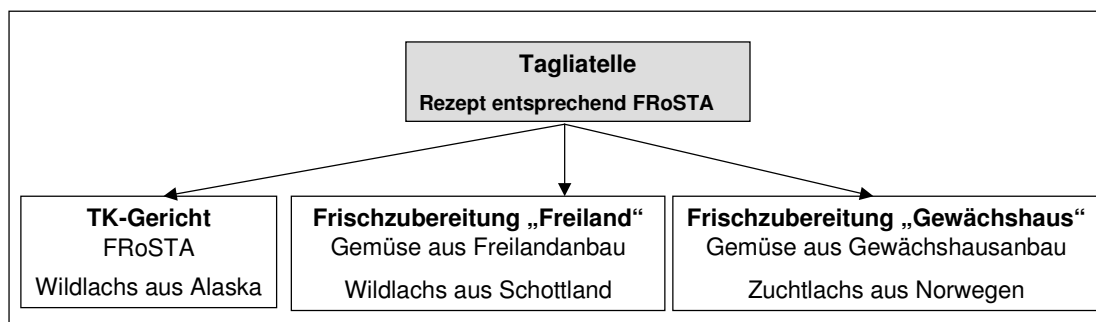 Tagliatelle
Rezept entsprechend FRoSTA
TK-Gericht
FRoSTA
Wildlachs aus Alaska
Frischzubereitung „Freiland“
Gemüse aus Freilandanbau
Wildlachs aus Schottland
Frischzubereitung „Gewächshaus“
Gemüse aus Gewächshausanbau
Zuchtlachs aus Norwegen